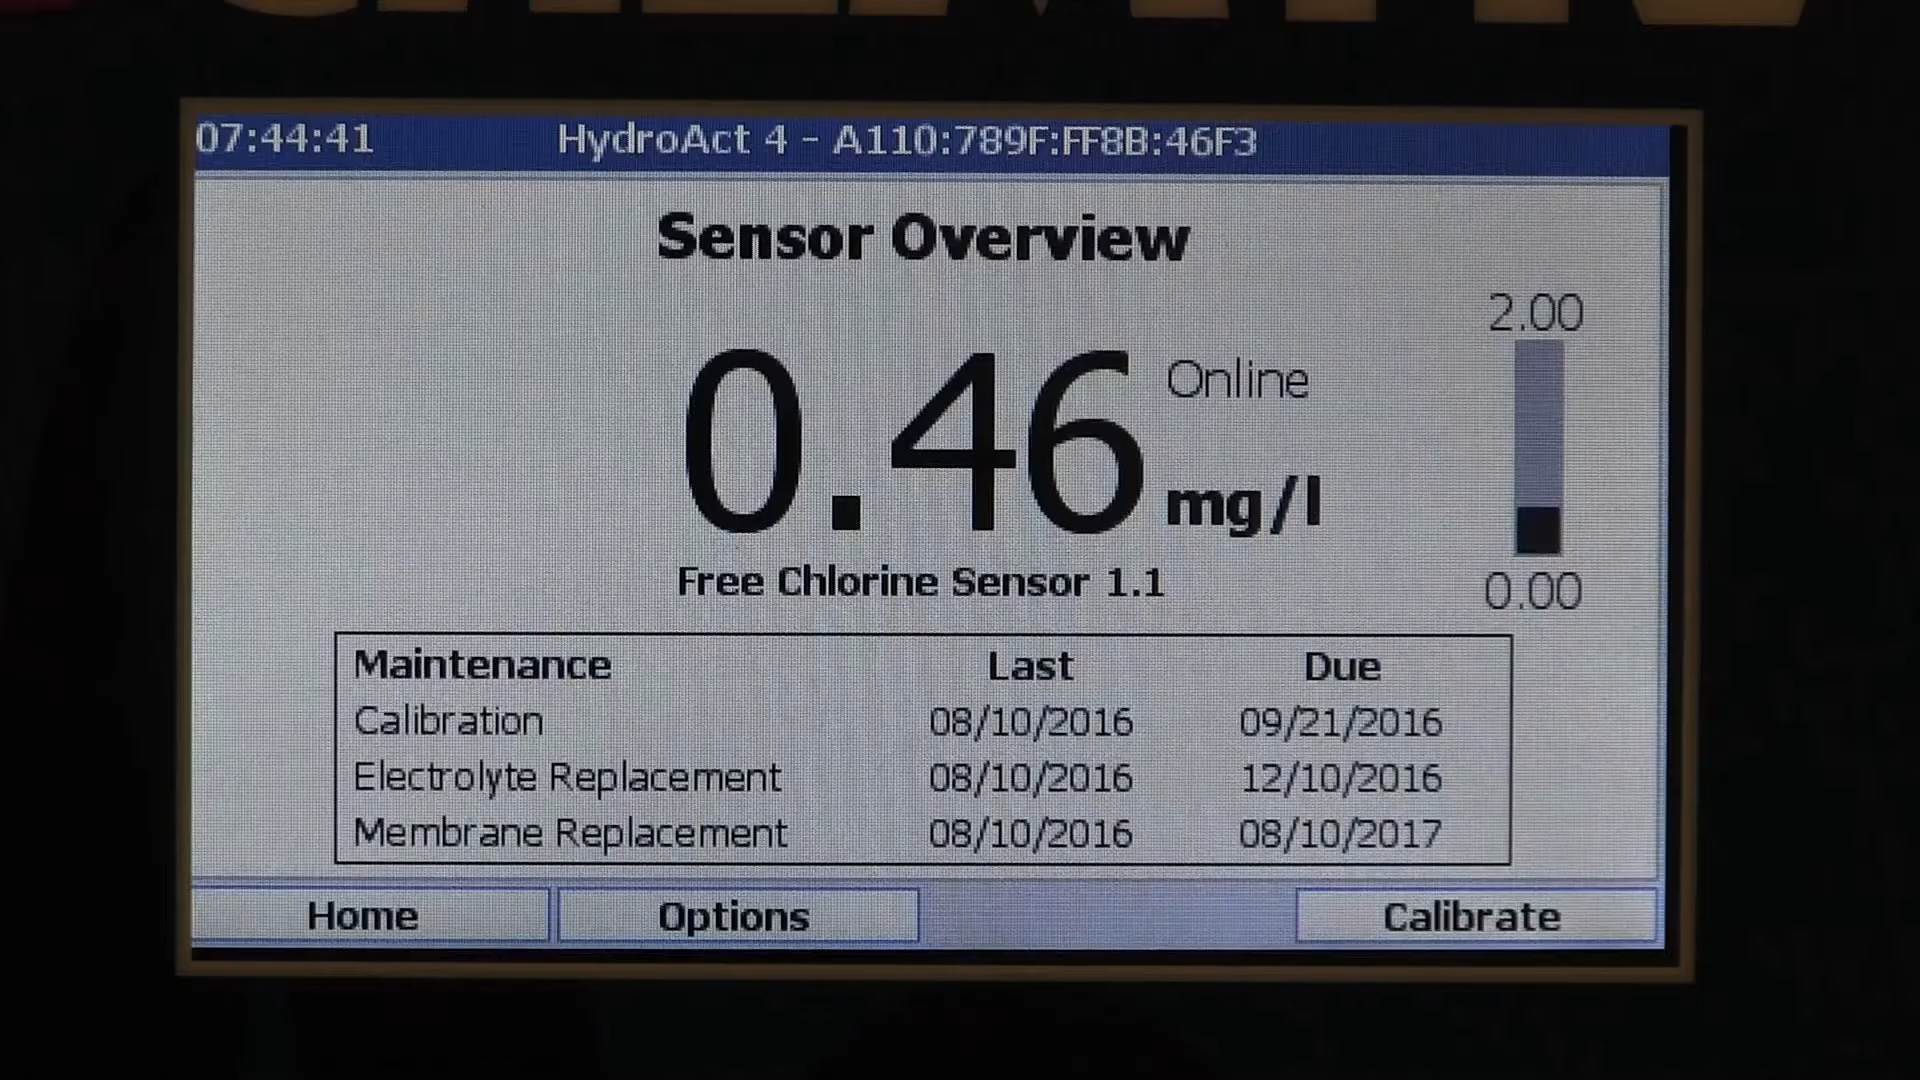 07:44:41 HydroAct 4 - A110:789F:FF8B:46F3
Sensor Overview
2.00
0.46 Online
mg/l
Free Chlorine Sensor 1.1
0.00
Maintenance Last Due
Calibration 08/10/2016 09/21/2016
Electrolyte Replacement 08/10/2016 12/10/2016
Membrane Replacement 08/10/2016 08/10/2017
Home Options Calibrate